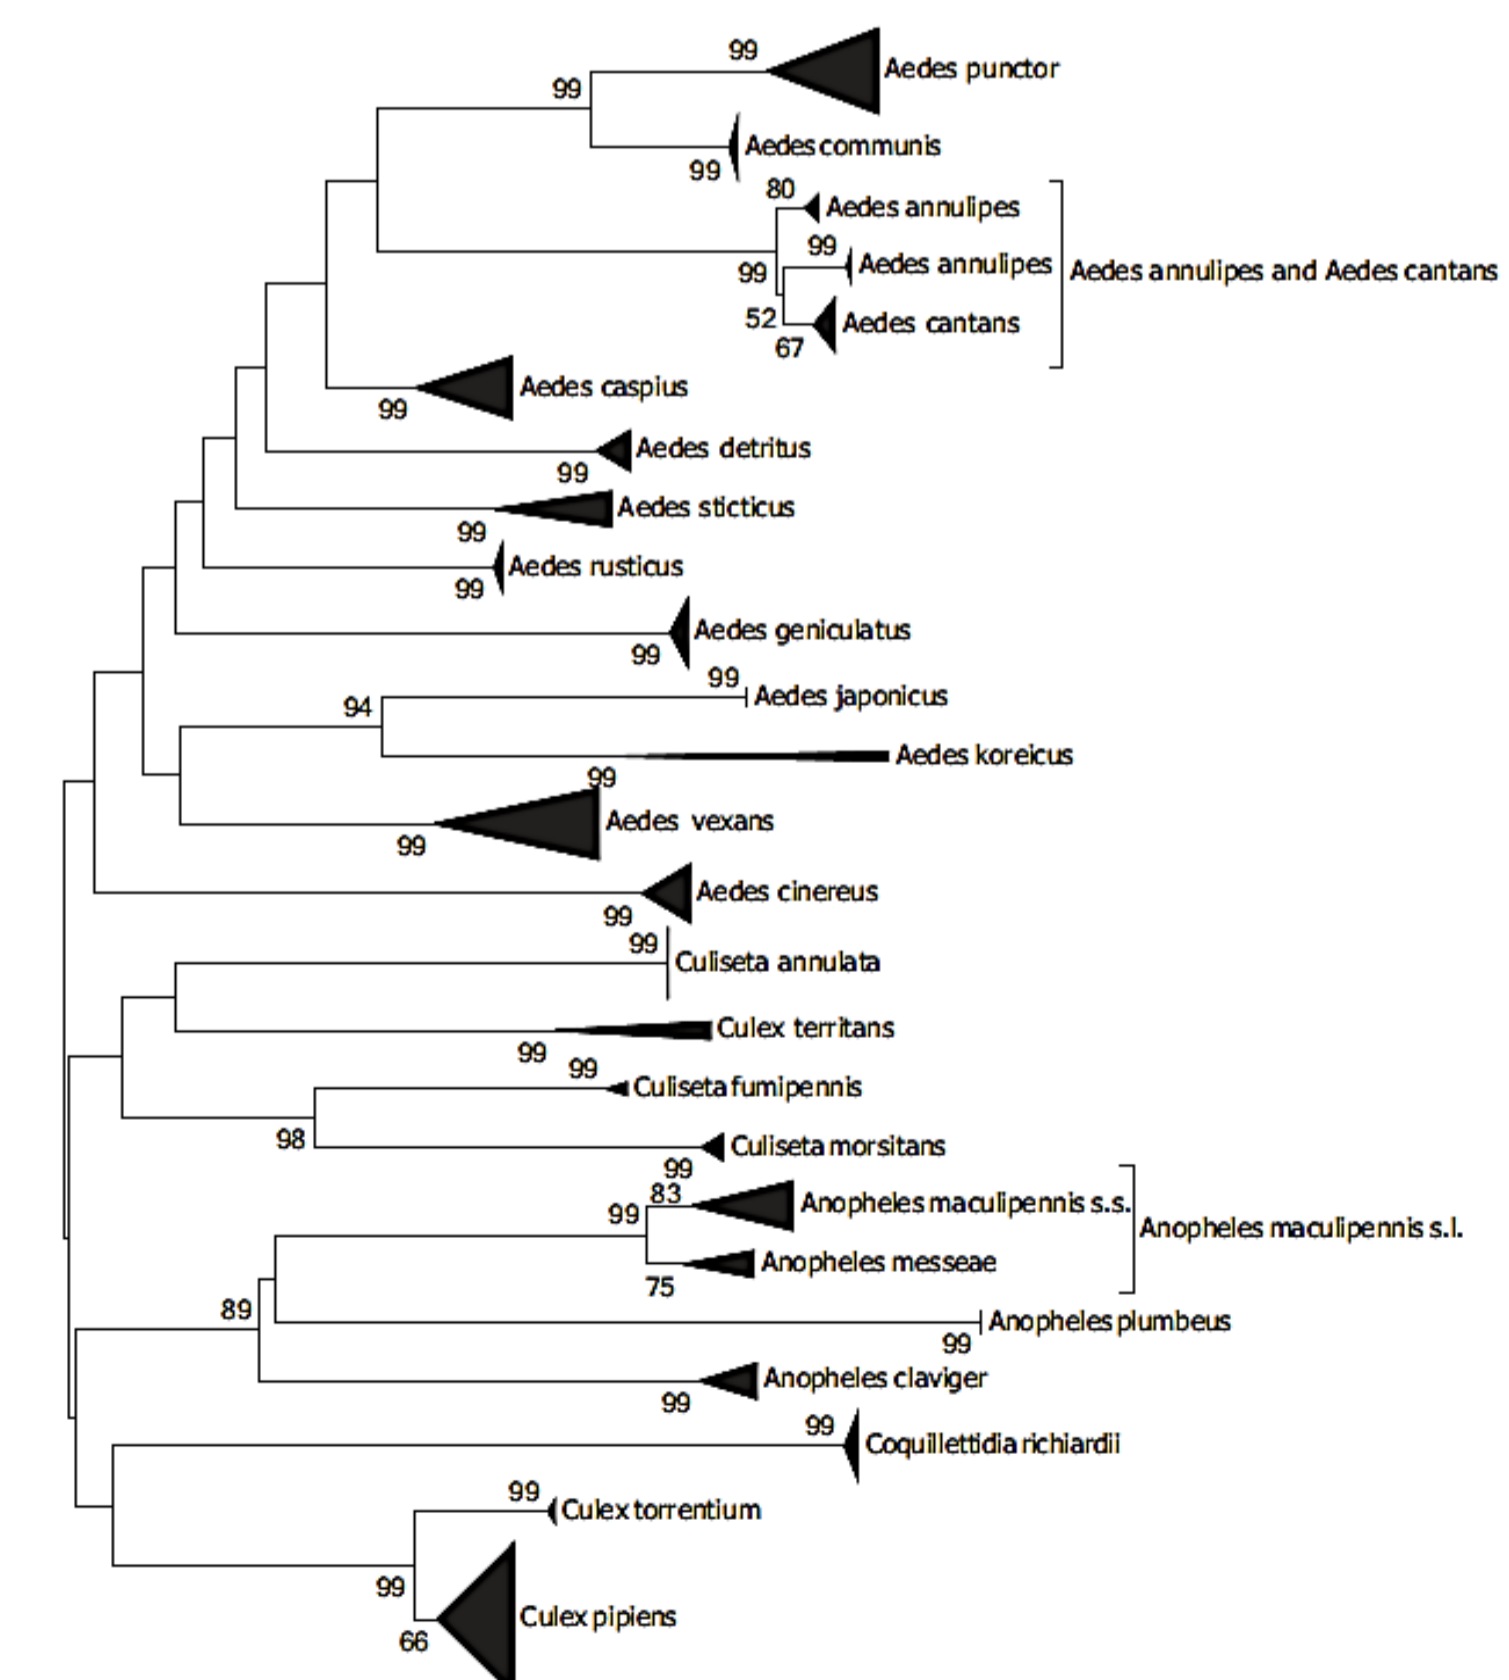 99
Aedes punctor
99
Aedes communis
99
80
Aedes annulipes
99
Aedes annulipes
99
Aedes annulipes and Aedes cantans
52
Aedes cantans
67
Aedes caspius
99
Aedes detritus
99
Aedes sticticus
99
Aedes rusticus
99
Aedes geniculatus
99
99
Aedes japonicus
94
Aedes koreicus
99
Aedes vexans
99
Aedes cinereus
99
99
Culiseta annulata
Culex territans
99
99
Culiseta fumipennis
98
Culiseta morsitans
99
83
Anopheles maculipennis s.s.
99
Anopheles maculipennis s.l.
Anopheles messeae
75
89
Anopheles plumbeus
99
Anopheles claviger
99
99
Coquillettidia richiardii
99
Culex torrentium
99
Culex pipiens
66